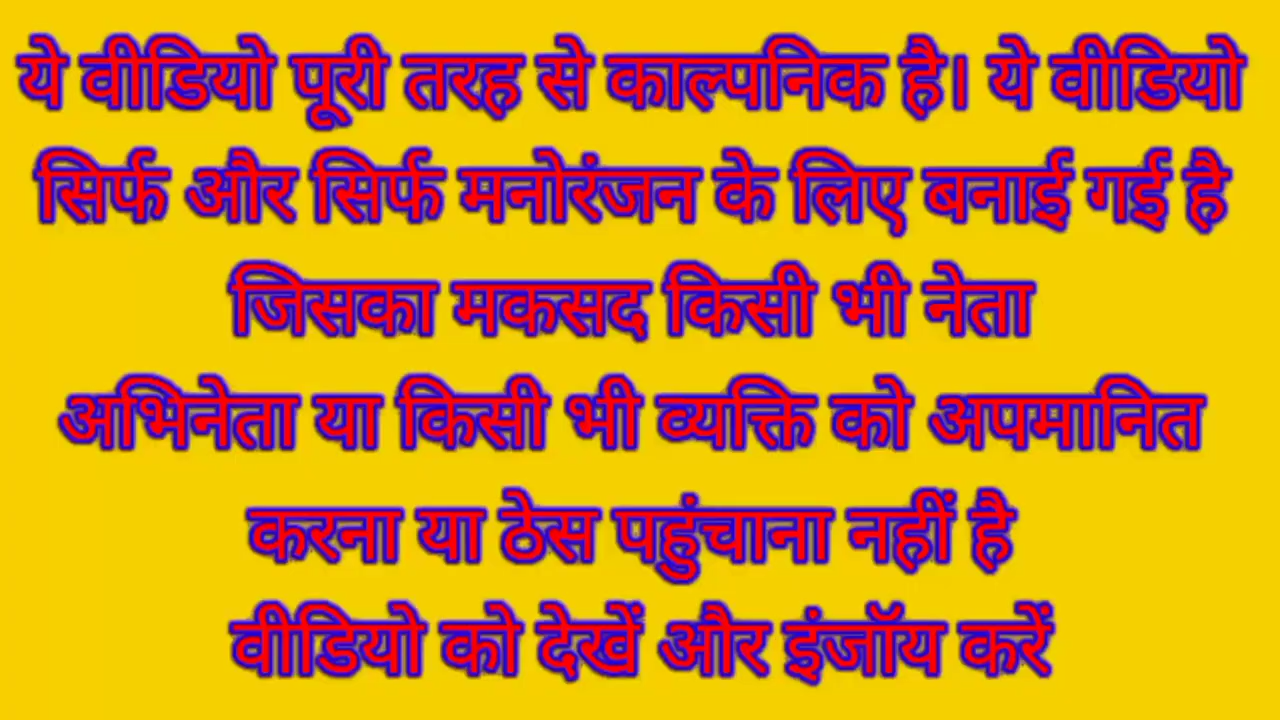 ये वीडियो पूरी तरह से काल्पनिक है। ये वीडियो
सिर्फ और सिर्फ मनोरंजन के लिए बनाई गई है
जिसका मकसद किसी भी नेता
अभिनेता या किसी भी व्यक्ति को अपमानित
करना या ठेस पहुंचाना नहीं है
वीडियो को देखें और इंजॉय करें